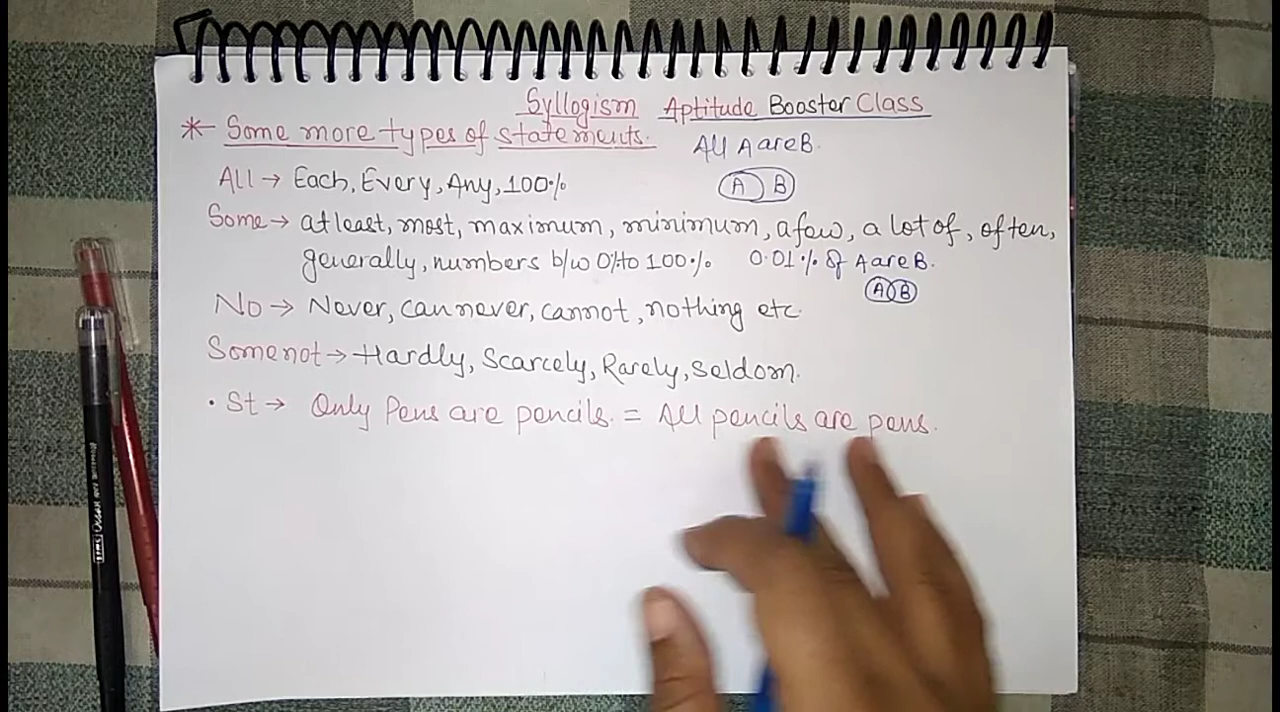 Syllogism Aptitude Booster Class
* Some more types of statements.
All A are B.
All → Each, Every, Any, 100%
A B
Some → at least, most, maximum, minimum, a few, a lot of, often,
generally, numbers b/w 0% to 100%. 0.01% of A are B.
A B
No → Never, can never, cannot, nothing etc.
Some not → Hardly, Scarcely, Rarely, Seldom.
• St → Only Pens are pencils. = All pencils are pens.